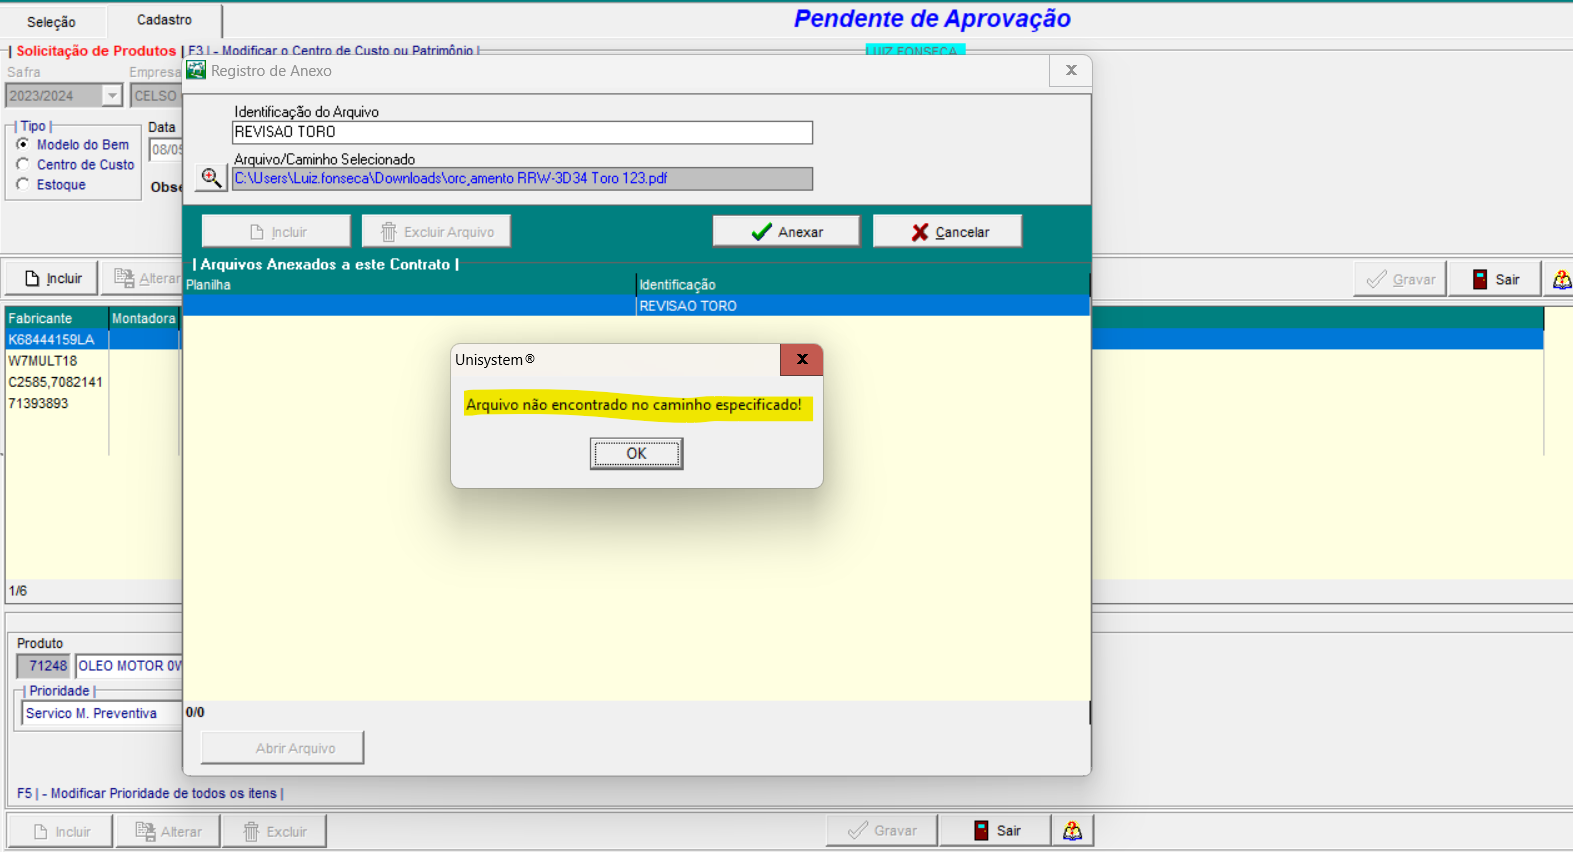 Seleção
Cadastro
Pendente de Aprovação
| Solicitação de Produtos | F3 | - Modificar o Centro de Custo ou Patrimônio |
LUIZ FONSECA
Safra
Empresa
2023/2024
CELSO
Registro de Anexo
x
| Tipo |
Modelo do Bem
Centro de Custo
Estoque
Data
08/05
Obse
Identificação do Arquivo
REVISAO TORO
Arquivo/Caminho Selecionado
C:\Users\Luiz.fonseca\Downloads\orc¸amento RRW-3D34 Toro 123.pdf
Incluir
Excluir Arquivo
Anexar
Cancelar
| Arquivos Anexados a este Contrato |
Planilha
Identificação
REVISAO TORO
Incluir
Alterar
Gravar
Sair
Fabricante
Montadora
K68444159LA
W7MULT18
C2585,7082141
71393893
Unisystem®
x
Arquivo não encontrado no caminho especificado!
OK
1/6
0/0
Abrir Arquivo
Produto
71248
OLEO MOTOR 0W
| Prioridade |
Servico M. Preventiva
F5 | - Modificar Prioridade de todos os itens |
Incluir
Alterar
Excluir
Gravar
Sair